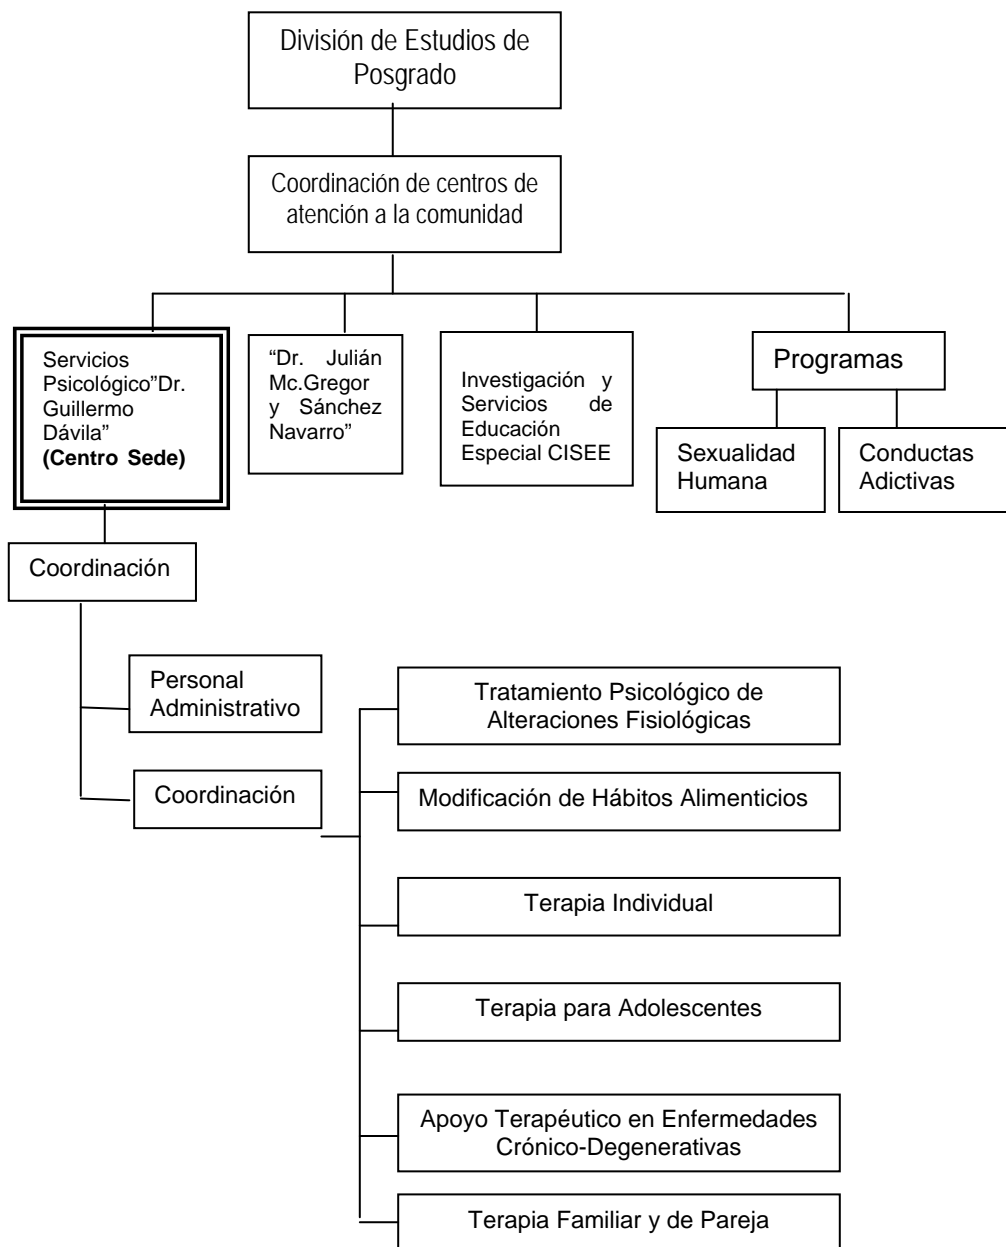 División de Estudios de
Posgrado
Coordinación de centros de
atención a la comunidad
Servicios
Psicológico”Dr.
Guillermo
Dávila”
(Centro Sede)
“Dr. Julián
Mc.Gregor
y Sánchez
Navarro”
Investigación y
Servicios de
Educación
Especial CISEE
Programas
Sexualidad
Humana
Conductas
Adictivas
Coordinación
Personal
Administrativo
Coordinación
Tratamiento Psicológico de
Alteraciones Fisiológicas
Modificación de Hábitos Alimenticios
Terapia Individual
Terapia para Adolescentes
Apoyo Terapéutico en Enfermedades
Crónico-Degenerativas
Terapia Familiar y de Pareja